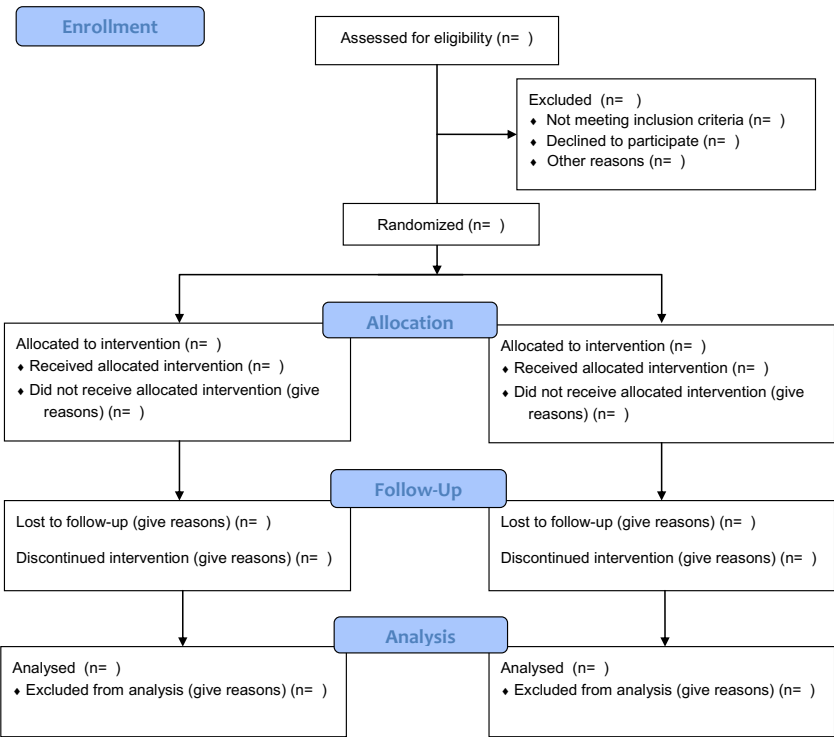 Enrollment
Assessed for eligibility (n=  )
Excluded  (n=   )
♦ Not meeting inclusion criteria (n=  )
♦ Declined to participate (n=  )
♦ Other reasons (n=  )
Randomized (n=  )
Allocation
Allocated to intervention (n=  )
♦ Received allocated intervention (n=  )
♦ Did not receive allocated intervention (give
reasons) (n=  )
Allocated to intervention (n=  )
♦ Received allocated intervention (n=  )
♦ Did not receive allocated intervention (give
reasons) (n=  )
Follow-Up
Lost to follow-up (give reasons) (n=  )
Discontinued intervention (give reasons) (n=  )
Lost to follow-up (give reasons) (n=  )
Discontinued intervention (give reasons) (n=  )
Analysis
Analysed  (n=  )
♦ Excluded from analysis (give reasons) (n=  )
Analysed  (n=  )
♦ Excluded from analysis (give reasons) (n=  )